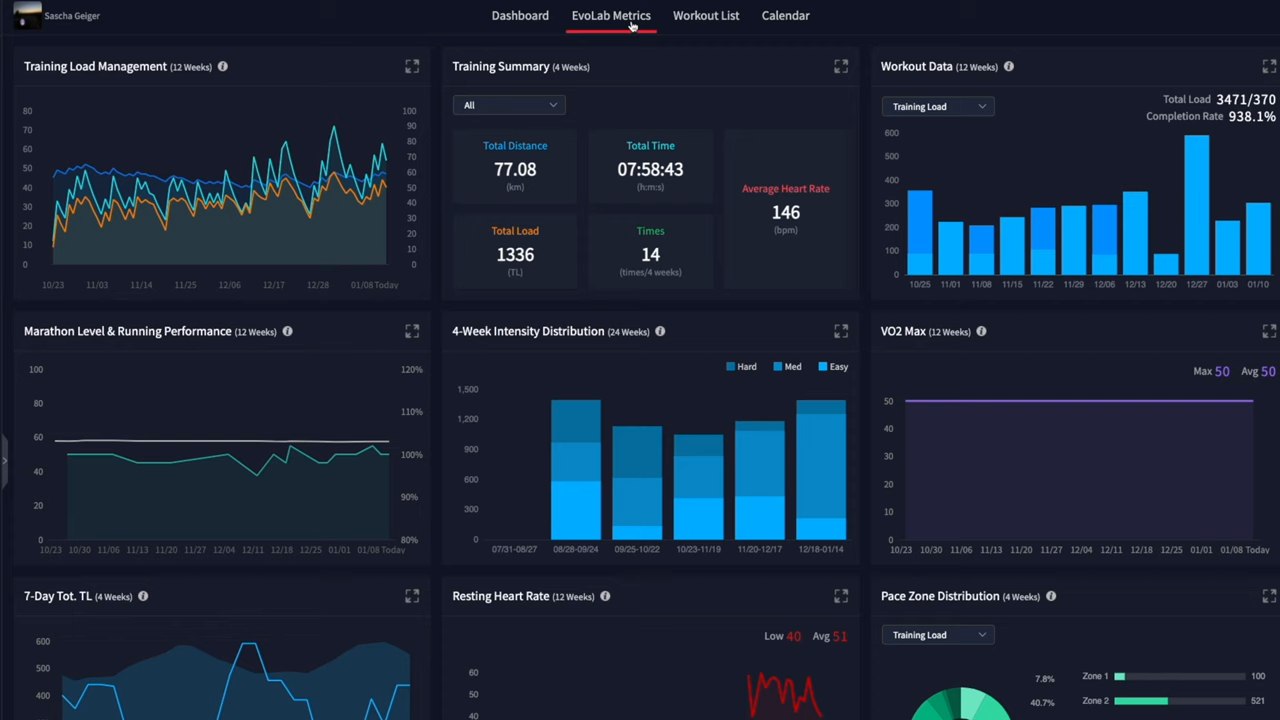 Sascha Geiger
Dashboard
EvoLab Metrics
Workout List
Calendar
Training Load Management (12 Weeks)
80
70
60
50
40
30
20
10
0
100
90
80
70
60
50
40
30
20
10
0
10/23 11/03 11/14 11/25 12/06 12/17 12/28 01/08 Today
Training Summary (4 Weeks)
All
Total Distance
77.08
(km)
Total Time
07:58:43
(h:m:s)
Average Heart Rate
146
(bpm)
Total Load
1336
(TL)
Times
14
(times/4 weeks)
Workout Data (12 Weeks)
Training Load
Total Load 3471/370
Completion Rate 938.1%
600
500
400
300
200
100
0
10/25 11/01 11/08 11/15 11/22 11/29 12/06 12/13 12/20 12/27 01/03 01/10
Marathon Level & Running Performance (12 Weeks)
100
80
60
40
20
0
120%
110%
100%
90%
80%
10/23 10/30 11/06 11/13 11/20 11/27 12/04 12/11 12/18 12/25 01/01 01/08 Today
4-Week Intensity Distribution (24 Weeks)
Hard Med Easy
1,500
1,200
900
600
300
0
07/31-08/27 08/28-09/24 09/25-10/22 10/23-11/19 11/20-12/17 12/18-01/14
VO2 Max (12 Weeks)
Max 50 Avg 50
50
40
30
20
10
0
10/23 10/30 11/06 11/13 11/20 11/27 12/04 12/11 12/18 12/25 01/01 01/08 Today
7-Day Tot. TL (4 Weeks)
600
500
400
Resting Heart Rate (12 Weeks)
Low 40 Avg 51
60
50
40
Pace Zone Distribution (4 Weeks)
Training Load
7.8% Zone 1 100
40.7% Zone 2 521